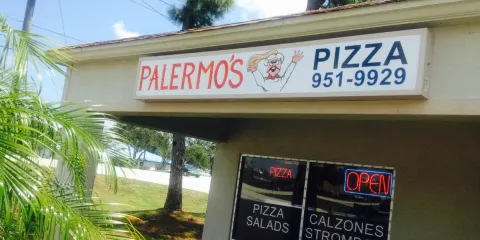 PALERMO'S
PIZZA
951-9929
PIZZA
OPEN
PIZZA
SALADS
CALZONES